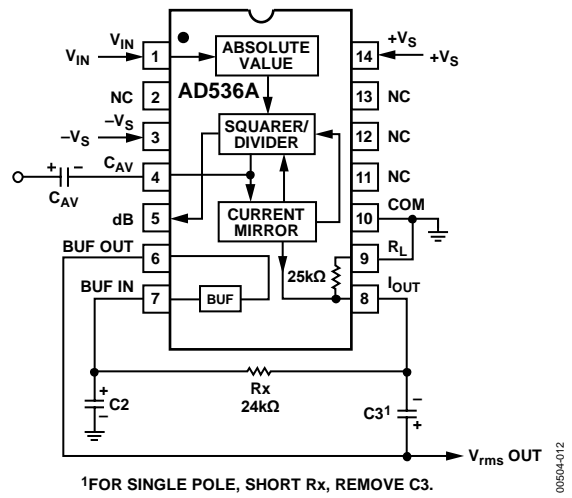 V_IN
V_IN
1
ABSOLUTE
VALUE
14
+V_S
+V_S
AD536A
NC
2
13
NC
−V_S
−V_S
3
SQUARER/
DIVIDER
12
NC
+ −
C_AV
C_AV
4
11
NC
dB
5
CURRENT
MIRROR
10
COM
BUF OUT
6
25kΩ
9
R_L
BUF IN
7
BUF
8
I_OUT
Rx
24kΩ
+
C2
−
−
C3¹
+
V_rms OUT
¹FOR SINGLE POLE, SHORT Rx, REMOVE C3.
00504-012